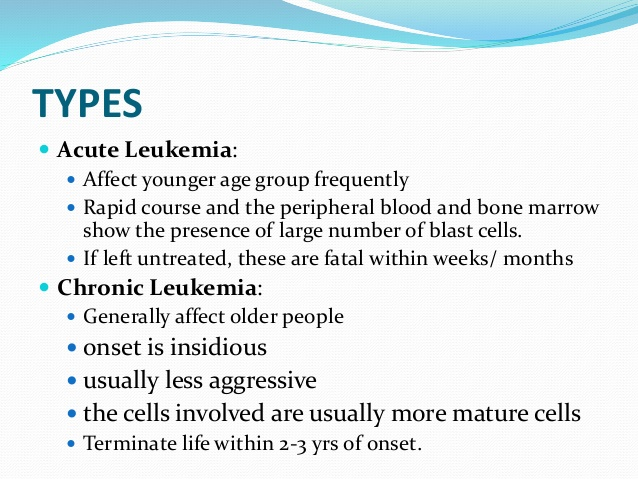 TYPES
Acute Leukemia:
Affect younger age group frequently
Rapid course and the peripheral blood and bone marrow
show the presence of large number of blast cells.
If left untreated, these are fatal within weeks/ months
Chronic Leukemia:
Generally affect older people
onset is insidious
usually less aggressive
the cells involved are usually more mature cells
Terminate life within 2-3 yrs of onset.